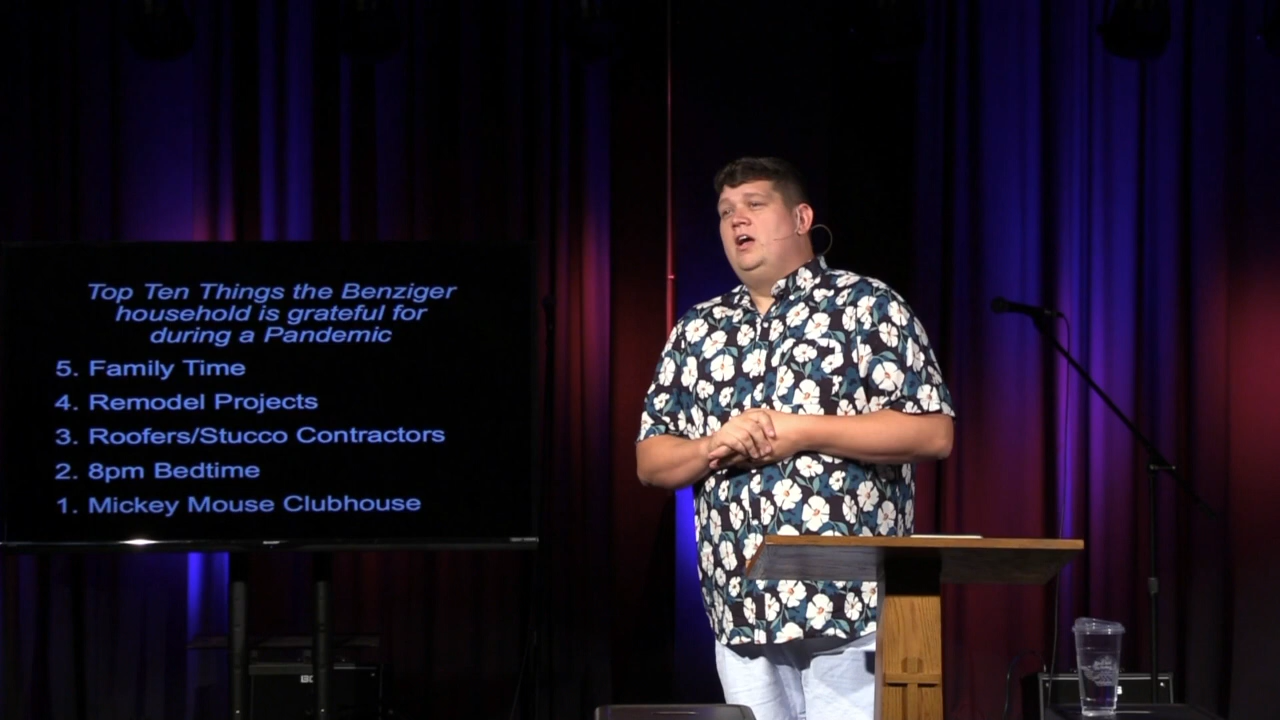 Top Ten Things the Benziger
household is grateful for
during a Pandemic
5. Family Time
4. Remodel Projects
3. Roofers/Stucco Contractors
2. 8pm Bedtime
1. Mickey Mouse Clubhouse